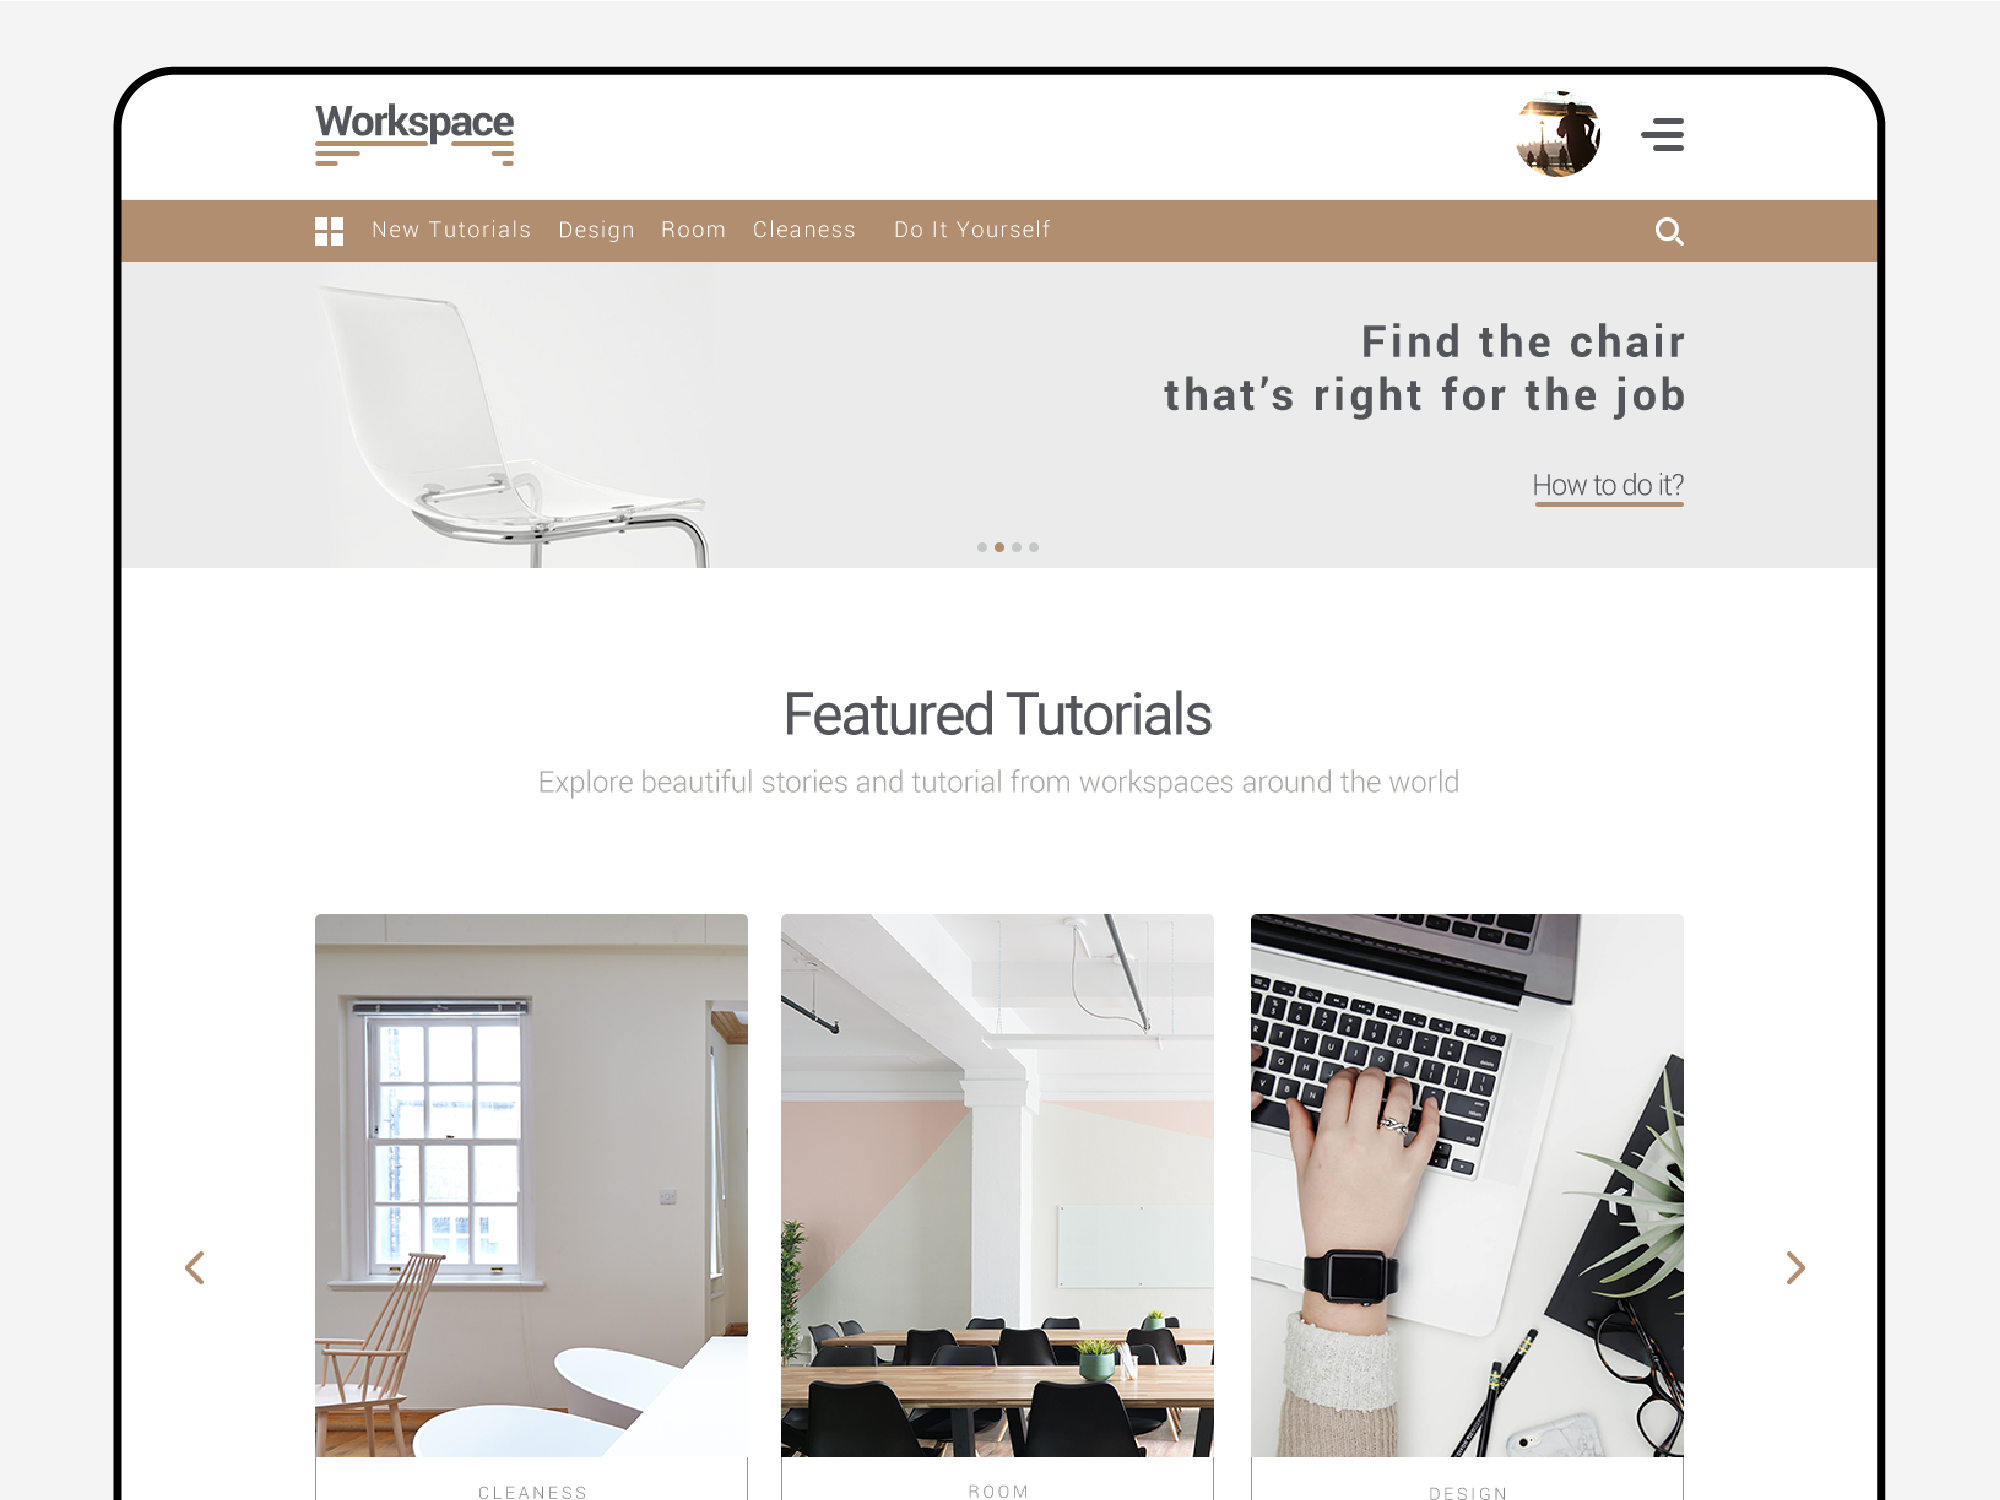 Workspace
New Tutorials Design Room Cleaness Do It Yourself
Find the chair
that’s right for the job
How to do it?
Featured Tutorials
Explore beautiful stories and tutorial from workspaces around the world
CLEANESS
ROOM
DESIGN